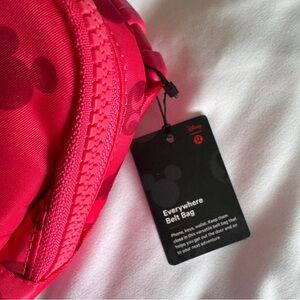 Disney
Everywhere
Belt Bag
Phone, keys, wallet. Keep them
close in this versatile belt bag that
helps you get out the door and on
to your next adventure.